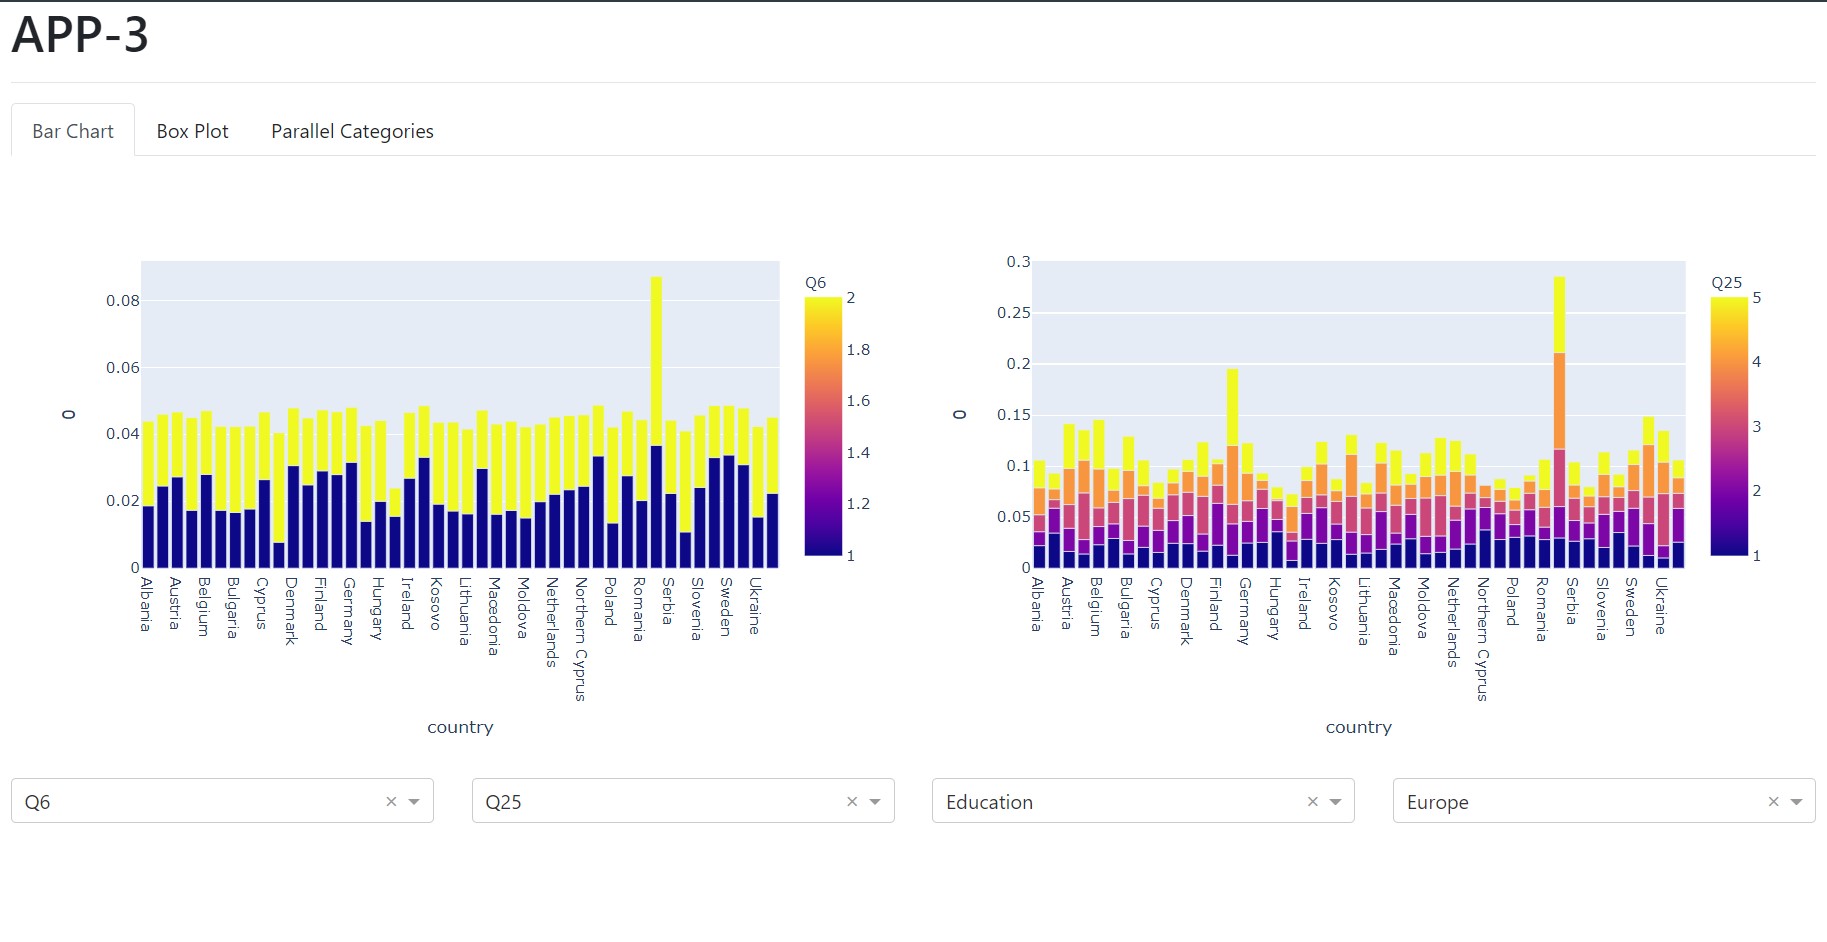 APP-3
Bar Chart
Box Plot
Parallel Categories
0.08
0.06
0.04
0.02
0
0
Albania
Austria
Belgium
Bulgaria
Cyprus
Denmark
Finland
Germany
Hungary
Ireland
Kosovo
Lithuania
Macedonia
Moldova
Netherlands
Northern Cyprus
Poland
Romania
Serbia
Slovenia
Sweden
Ukraine
country
Q6
2
1.8
1.6
1.4
1.2
1
0.3
0.25
0.2
0.15
0.1
0.05
0
0
Albania
Austria
Belgium
Bulgaria
Cyprus
Denmark
Finland
Germany
Hungary
Ireland
Kosovo
Lithuania
Macedonia
Moldova
Netherlands
Northern Cyprus
Poland
Romania
Serbia
Slovenia
Sweden
Ukraine
country
Q25
5
4
3
2
1
Q6
Q25
Education
Europe